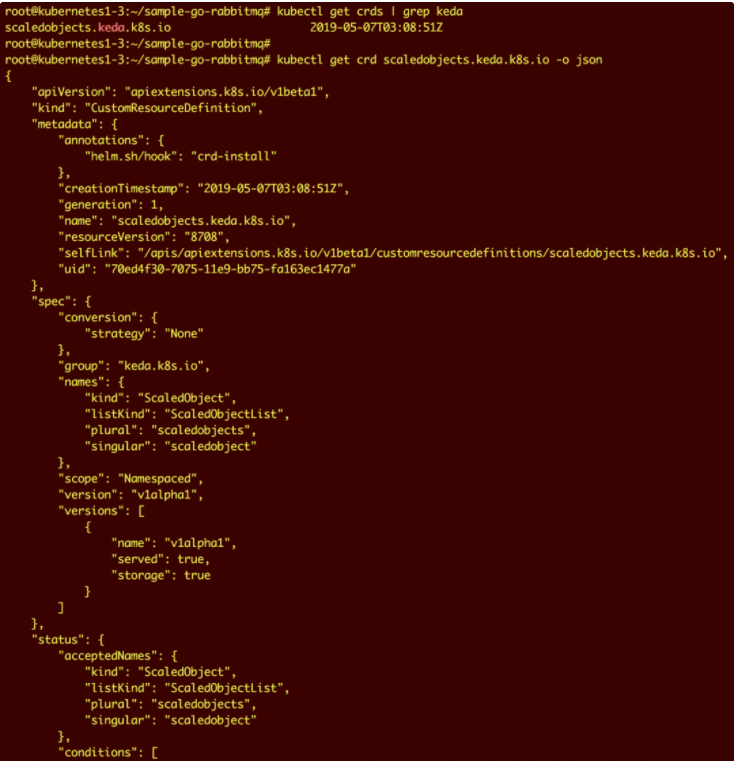 root@kubernetes1-3:~/sample-go-rabbitmq# kubectl get crds | grep keda
scaledobjects.keda.k8s.io                     2019-05-07T03:08:51Z
root@kubernetes1-3:~/sample-go-rabbitmq#
root@kubernetes1-3:~/sample-go-rabbitmq# kubectl get crd scaledobjects.keda.k8s.io -o json
{
    "apiVersion": "apiextensions.k8s.io/v1beta1",
    "kind": "CustomResourceDefinition",
    "metadata": {
        "annotations": {
            "helm.sh/hook": "crd-install"
        },
        "creationTimestamp": "2019-05-07T03:08:51Z",
        "generation": 1,
        "name": "scaledobjects.keda.k8s.io",
        "resourceVersion": "8708",
        "selfLink": "/apis/apiextensions.k8s.io/v1beta1/customresourcedefinitions/scaledobjects.keda.k8s.io",
        "uid": "70ed4f30-7075-11e9-bb75-fa163ec1477a"
    },
    "spec": {
        "conversion": {
            "strategy": "None"
        },
        "group": "keda.k8s.io",
        "names": {
            "kind": "ScaledObject",
            "listKind": "ScaledObjectList",
            "plural": "scaledobjects",
            "singular": "scaledobject"
        },
        "scope": "Namespaced",
        "version": "v1alpha1",
        "versions": [
            {
                "name": "v1alpha1",
                "served": true,
                "storage": true
            }
        ]
    },
    "status": {
        "acceptedNames": {
            "kind": "ScaledObject",
            "listKind": "ScaledObjectList",
            "plural": "scaledobjects",
            "singular": "scaledobject"
        },
        "conditions": [